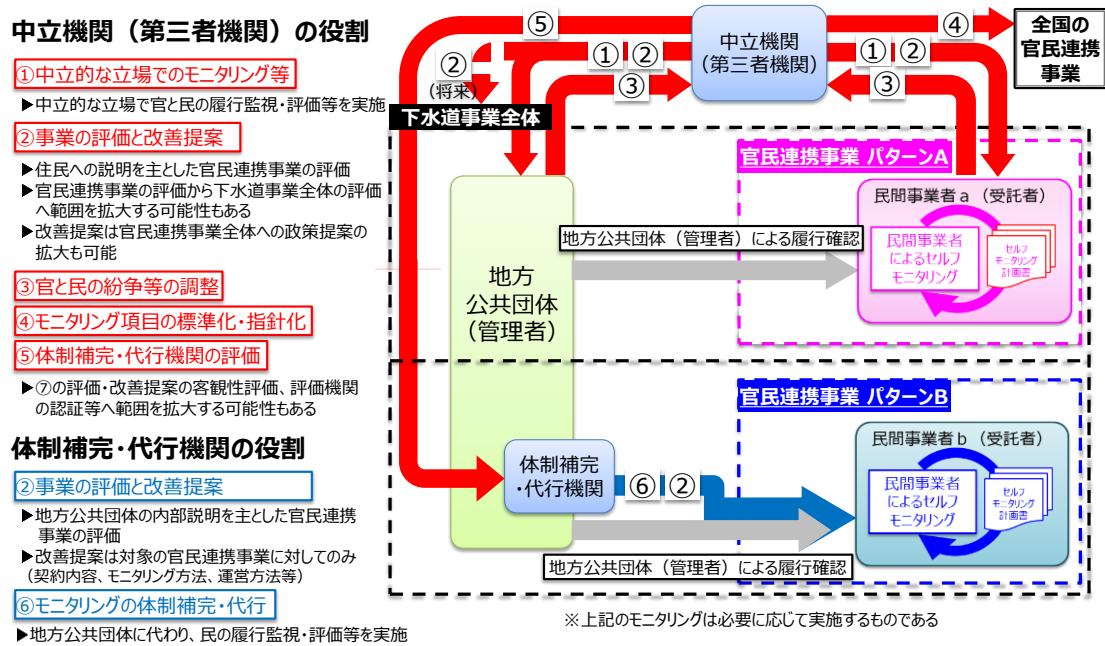 中立機関（第三者機関）の役割
①中立的な立場でのモニタリング等
▶中立的な立場で官と民の履行監視・評価等を実施
②事業の評価と改善提案
▶住民への説明を主とした官民連携事業の評価
▶官民連携事業の評価から下水道事業全体の評価
へ範囲を拡大する可能性もある
▶改善提案は官民連携事業全体への政策提案の
拡大も可能
③官と民の紛争等の調整
④モニタリング項目の標準化・指針化
⑤体制補完・代行機関の評価
▶⑦の評価・改善提案の客観性評価、評価機関
の認証等へ範囲を拡大する可能性もある
体制補完・代行機関の役割
②事業の評価と改善提案
▶地方公共団体の内部説明を主とした官民連携
事業の評価
▶改善提案は対象の官民連携事業に対してのみ
（契約内容、モニタリング方法、運営方法等）
⑥モニタリングの体制補完・代行
▶地方公共団体に代わり、民の履行監視・評価等を実施
⑤
中立機関
（第三者機関）
④
全国の
官民連携
事業
② 
（将来）
① ②
③
① ②
③
下水道事業全体
官民連携事業 パターンA
民間事業者a（受託者）
民間事業者
によるセルフ
モニタリング
セルフ
モニタリング
計画書
地方公共団体（管理者）による履行確認
地方
公共団体
（管理者）
官民連携事業 パターンB
民間事業者b（受託者）
民間事業者
によるセルフ
モニタリング
セルフ
モニタリング
計画書
体制補完
・代行機関
⑥ ②
地方公共団体（管理者）による履行確認
※上記のモニタリングは必要に応じて実施するものである